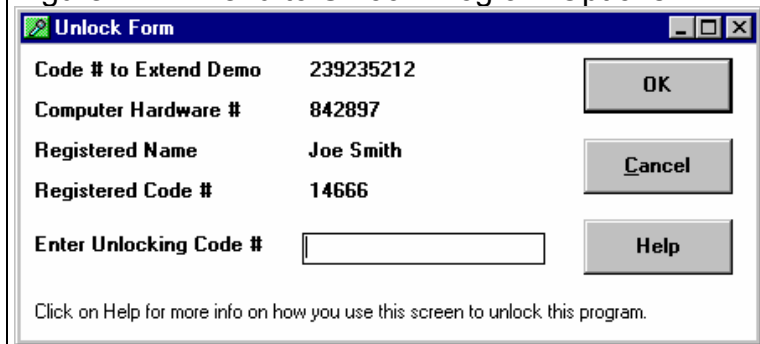 Unlock Form
Code # to Extend Demo 239235212
OK
Computer Hardware # 842897
Registered Name Joe Smith
Cancel
Registered Code # 14666
Enter Unlocking Code #
Help
Click on Help for more info on how you use this screen to unlock this program.